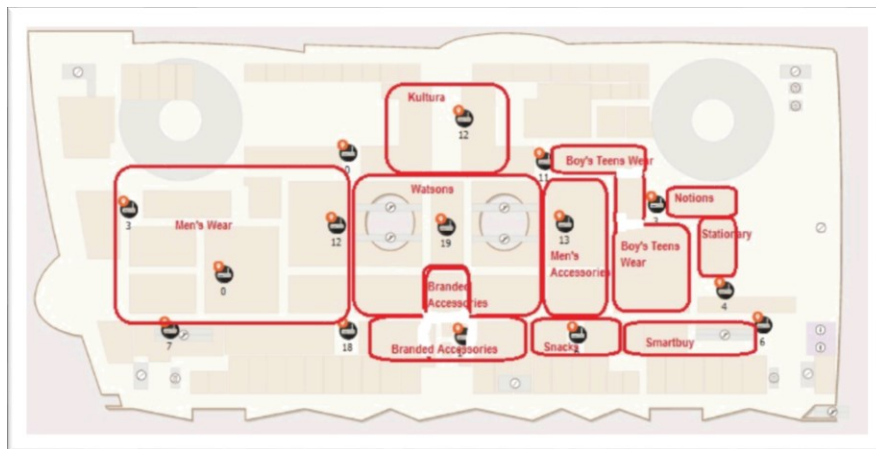 Kultura
12
0
11
Boy's Teens Wear
Watsons
Notions
3
Men's Wear
12
19
13
Stationary
Boy's Teens
Wear
Men's
Accessories
0
Branded
Accessories
4
7
18
6
Branded Accessories
Snacks
Smartbuy